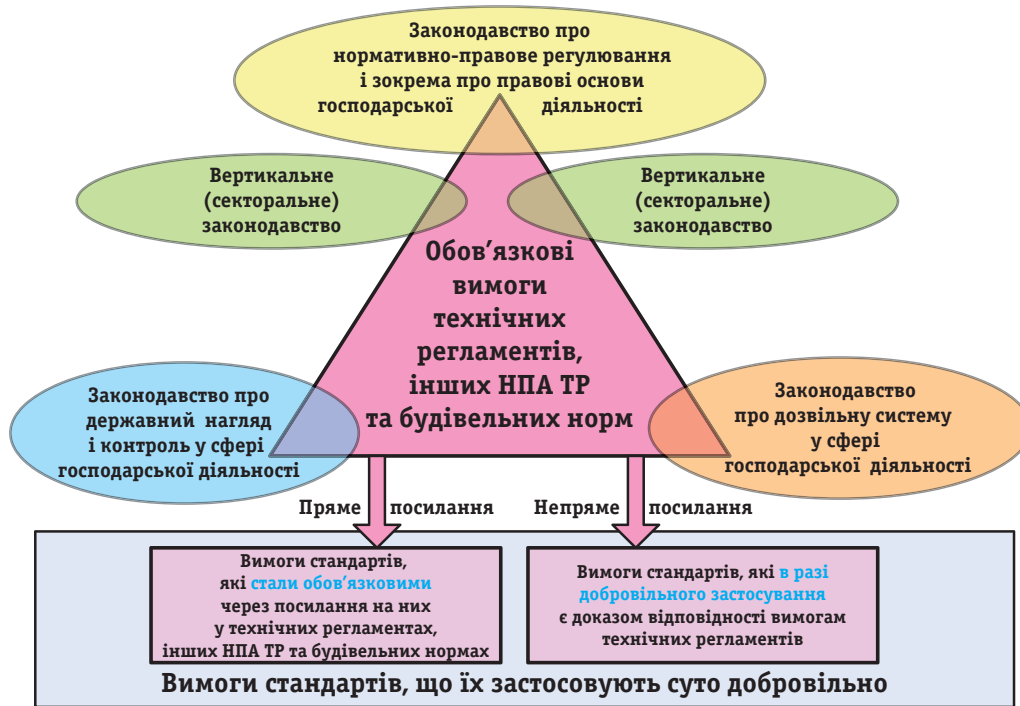 Законодавство про
нормативно-правове регулювання
і зокрема про правові основи
господарської діяльності
Вертикальне
(секторальне)
законодавство
Вертикальне
(секторальне)
законодавство
Обов’язкові
вимоги
технічних
регламентів,
інших НПА ТР
та будівельних норм
Законодавство про
державний нагляд
і контроль у сфері
господарської діяльності
Законодавство
про дозвільну систему
у сфері
господарської діяльності
Пряме посилання
Непряме посилання
Вимоги стандартів,
які стали обов’язковими
через посилання на них
у технічних регламентах,
інших НПА ТР та будівельних нормах
Вимоги стандартів, які в разі
добровільного застосування
є доказом відповідності вимогам
технічних регламентів
Вимоги стандартів, що їх застосовують суто добровільно